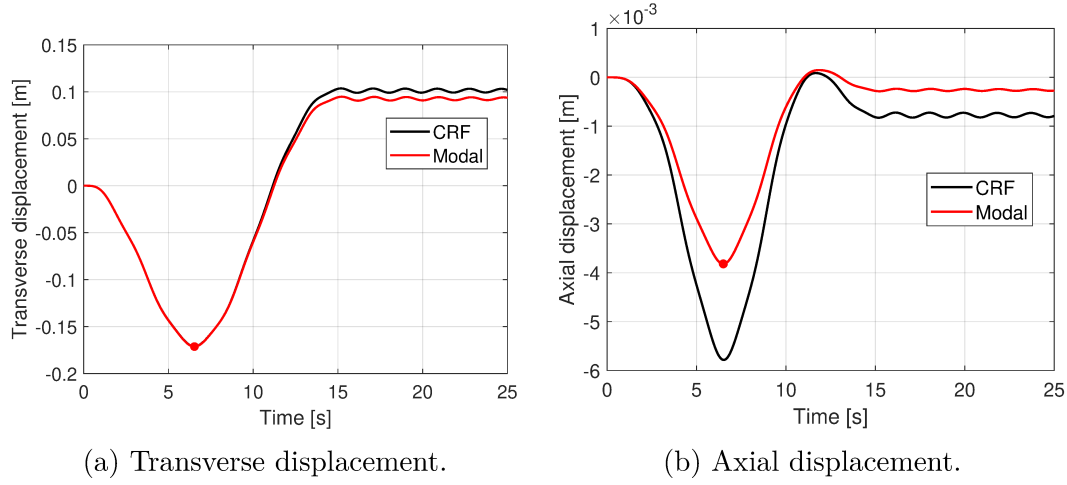 Transverse displacement [m]
0.15
0.1
0.05
0
-0.05
-0.1
-0.15
-0.2
0 5 10 15 20 25
Time [s]
CRF
Modal
(a) Transverse displacement.
×10⁻³
Axial displacement [m]
1
0
-1
-2
-3
-4
-5
-6
0 5 10 15 20 25
Time [s]
CRF
Modal
(b) Axial displacement.